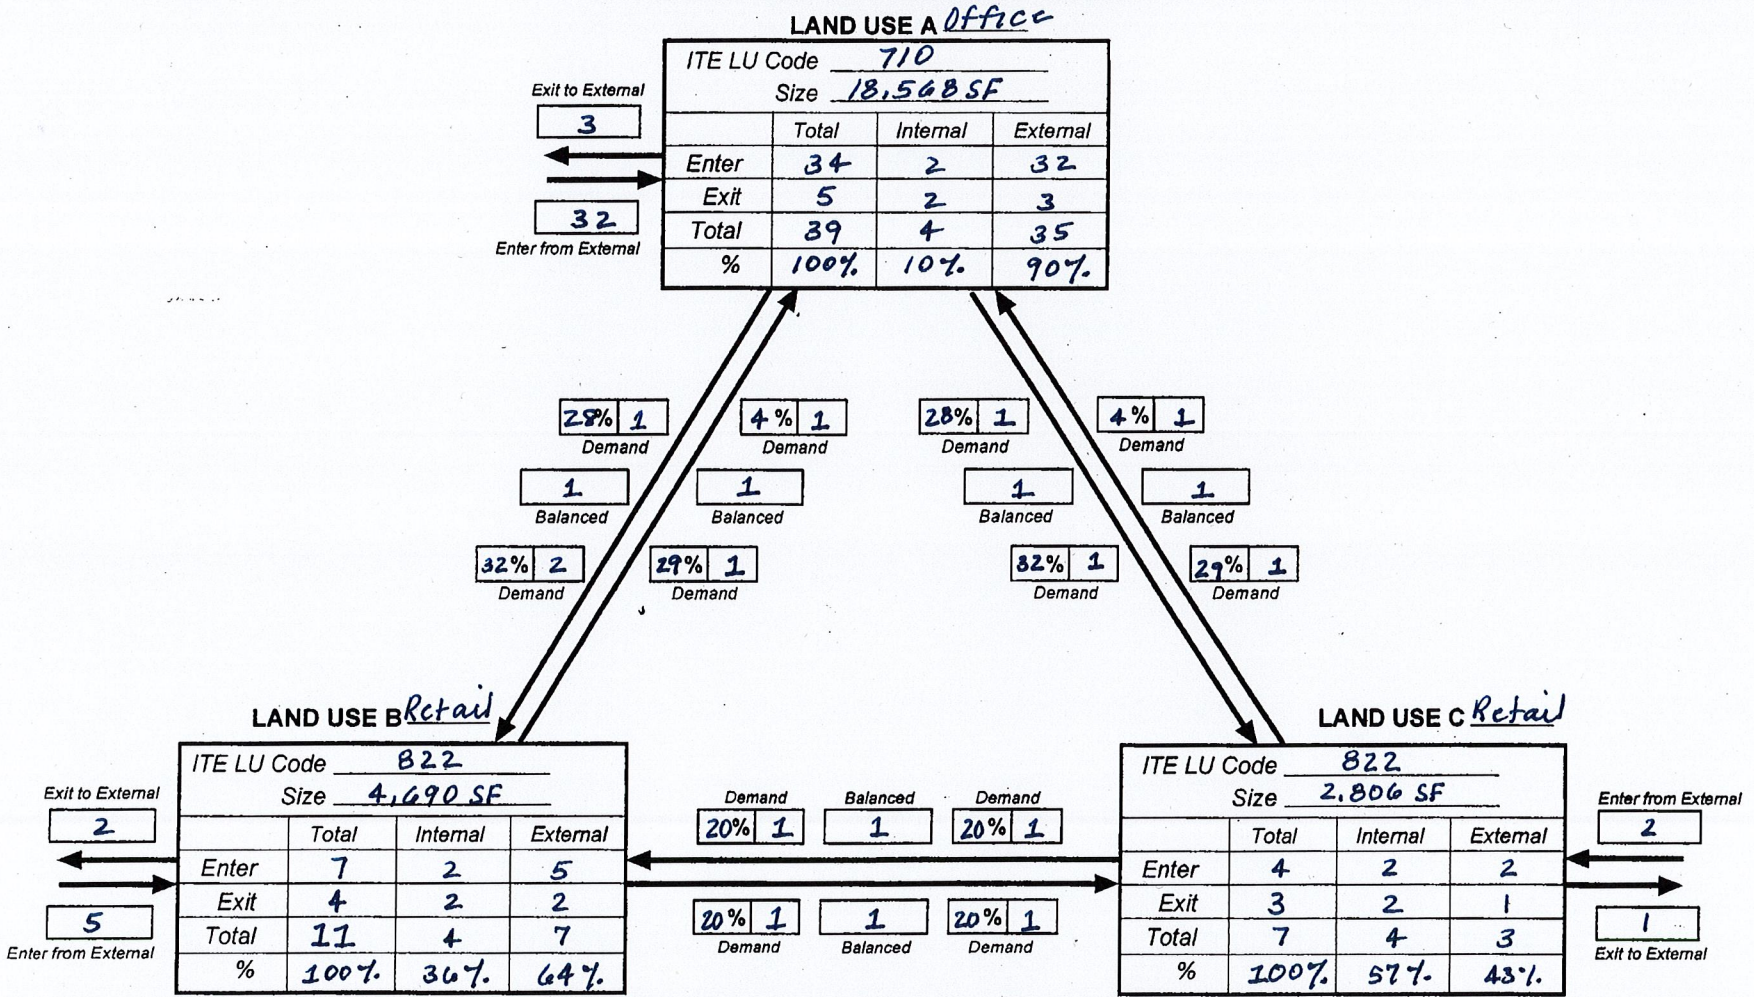 LAND USE A Office
ITE LU Code 710
Size 18,568 SF
Total Internal External
Enter 34 2 32
Exit 5 2 3
Total 39 4 35
% 100% 10% 90%
Exit to External
3
32
Enter from External
28% 1 4% 1 28% 1 4% 1
Demand Demand Demand Demand
1 1 1 1
Balanced Balanced Balanced Balanced
32% 2 29% 1 32% 1 29% 1
Demand Demand Demand Demand
LAND USE B Retail
ITE LU Code 822
Size 4,690 SF
Total Internal External
Enter 7 2 5
Exit 4 2 2
Total 11 4 7
% 100% 36% 64%
Exit to External
2
5
Enter from External
Demand Balanced Demand
20% 1 1 20% 1
20% 1 1 20% 1
Demand Balanced Demand
LAND USE C Retail
ITE LU Code 822
Size 2,806 SF
Total Internal External
Enter 4 2 2
Exit 3 2 1
Total 7 4 3
% 100% 57% 43%
Enter from External
2
1
Exit to External